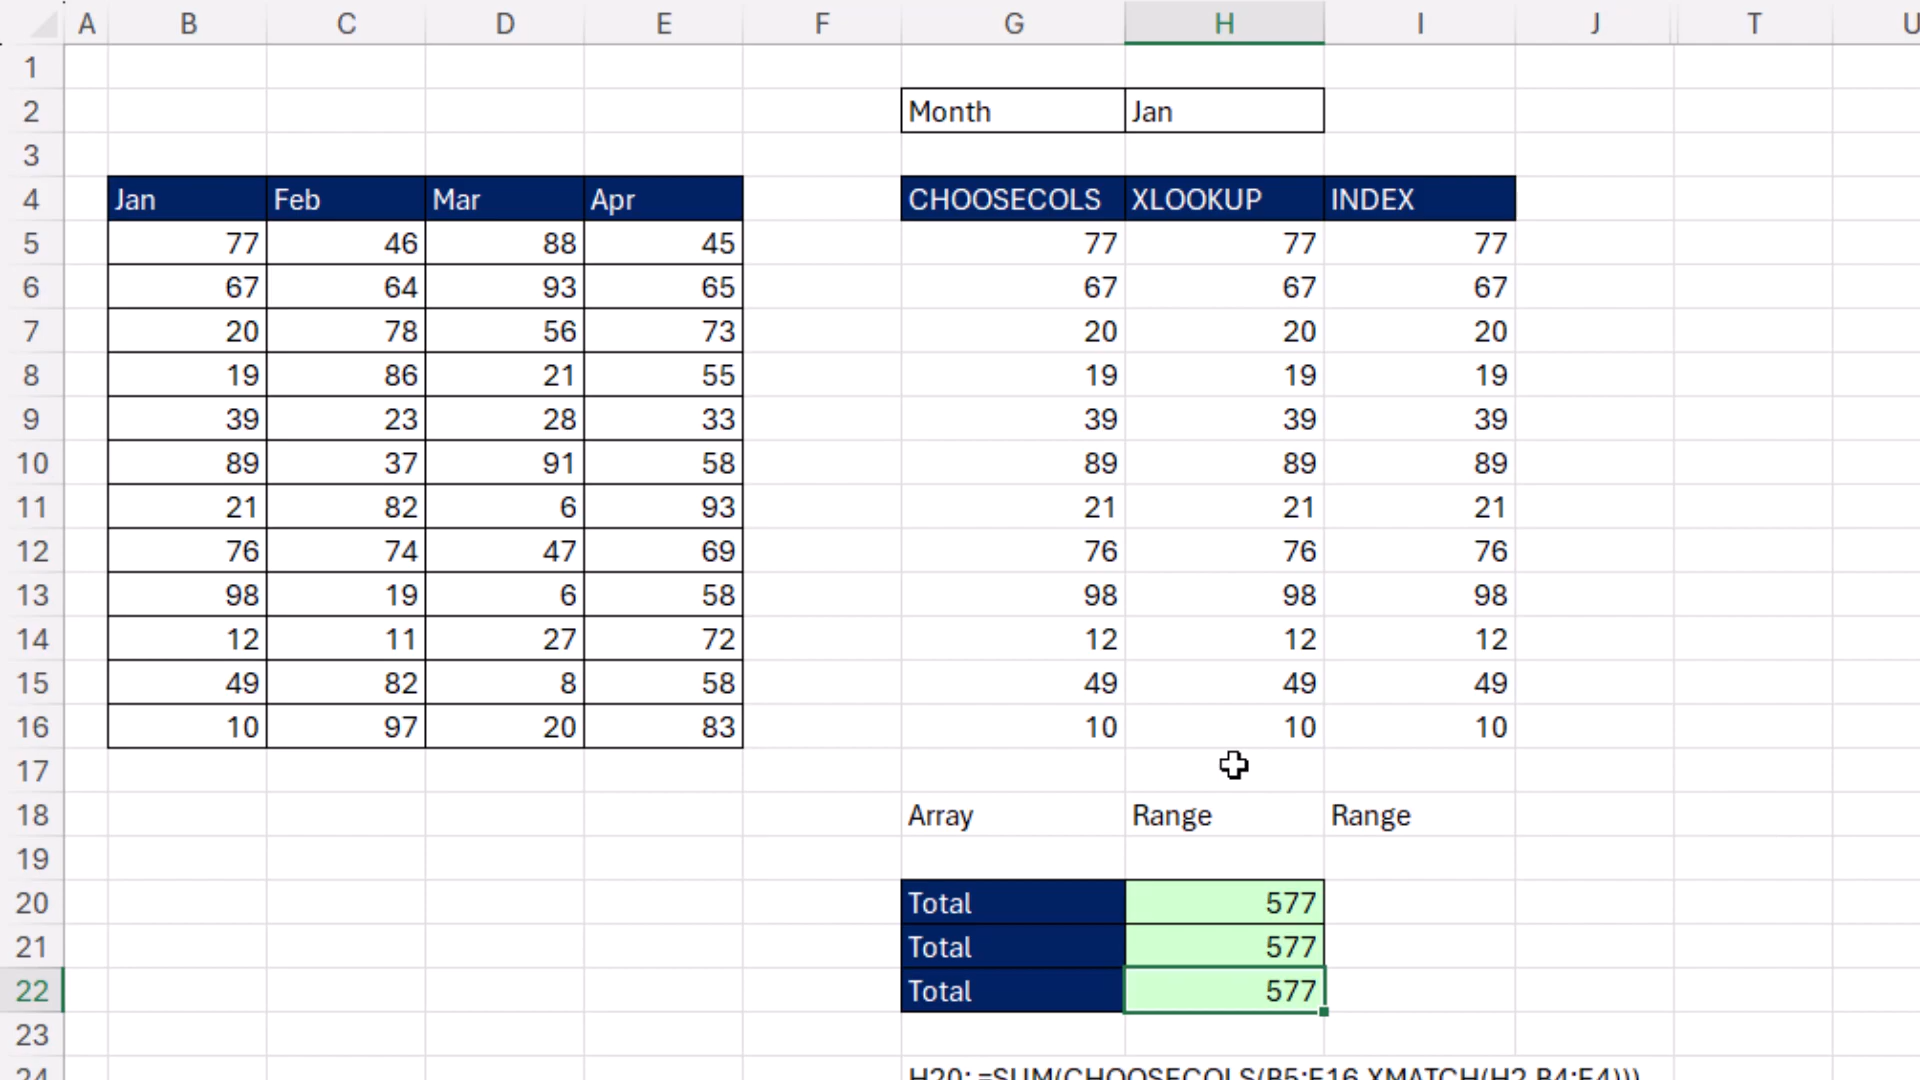 A B C D E F G H I J T U
1
2 Month Jan
3
4 Jan Feb Mar Apr CHOOSECOLS XLOOKUP INDEX
5 77 46 88 45 77 77 77
6 67 64 93 65 67 67 67
7 20 78 56 73 20 20 20
8 19 86 21 55 19 19 19
9 39 23 28 33 39 39 39
10 89 37 91 58 89 89 89
11 21 82 6 93 21 21 21
12 76 74 47 69 76 76 76
13 98 19 6 58 98 98 98
14 12 11 27 72 12 12 12
15 49 82 8 58 49 49 49
16 10 97 20 83 10 10 10
17
18 Array Range Range
19
20 Total 577
21 Total 577
22 Total 577
23
24 H20: =SUM(CHOOSECOLS(B5:E16,XMATCH(H2,B4:E4)))